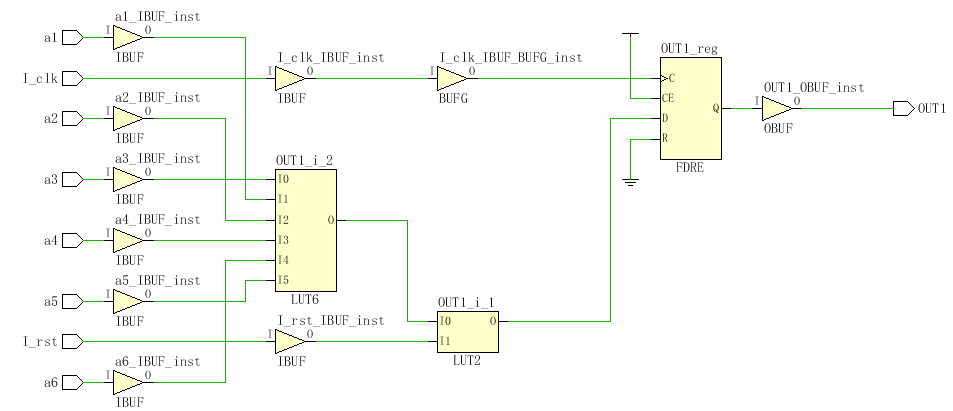 a1_IBUF_inst
a1
I
O
IBUF
I_clk
I_clk_IBUF_inst
I
O
IBUF
I_clk_IBUF_BUFG_inst
I
O
BUFG
OUT1_reg
C
CE
D
R
Q
FDRE
OUT1_OBUF_inst
I
O
OBUF
OUT1
a2_IBUF_inst
a2
I
O
IBUF
a3_IBUF_inst
a3
I
O
IBUF
OUT1_i_2
I0
I1
I2
I3
I4
I5
O
LUT6
a4_IBUF_inst
a4
I
O
IBUF
a5_IBUF_inst
a5
I
O
IBUF
I_rst
I_rst_IBUF_inst
I
O
IBUF
OUT1_i_1
I0
I1
O
LUT2
a6_IBUF_inst
a6
I
O
IBUF